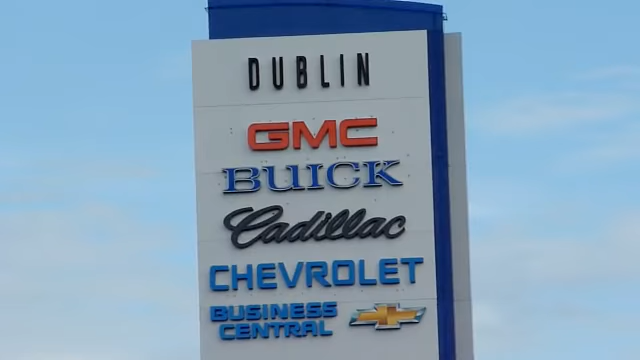 DUBLIN
GMC
BUICK
Cadillac
CHEVROLET
BUSINESS
CENTRAL